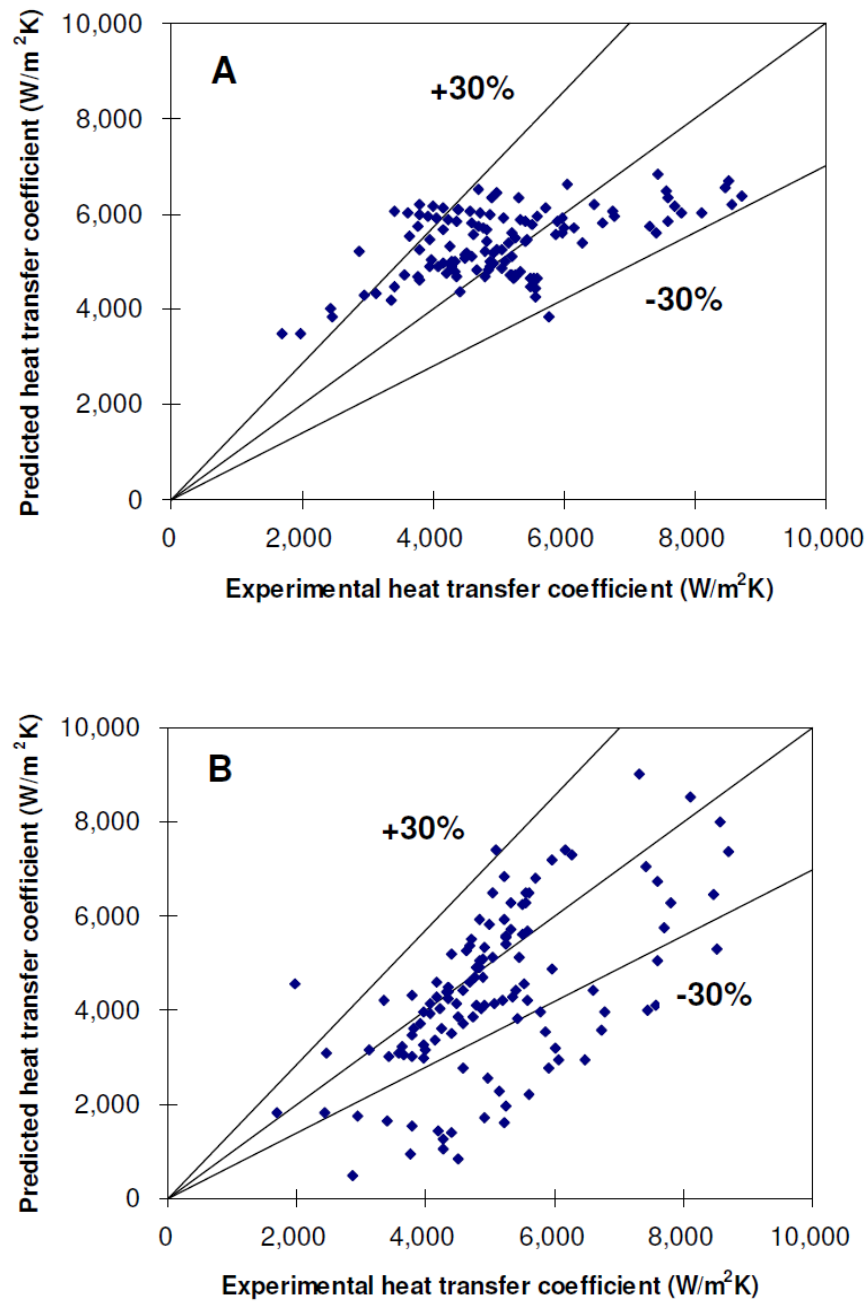 10,000
A
+30%
8,000
6,000
4,000
-30%
2,000
0
0 2,000 4,000 6,000 8,000 10,000
Predicted heat transfer coefficient (W/m²K)
Experimental heat transfer coefficient (W/m²K)
10,000
B
8,000
+30%
6,000
4,000
-30%
2,000
0
0 2,000 4,000 6,000 8,000 10,000
Predicted heat transfer coefficient (W/m²K)
Experimental heat transfer coefficient (W/m²K)